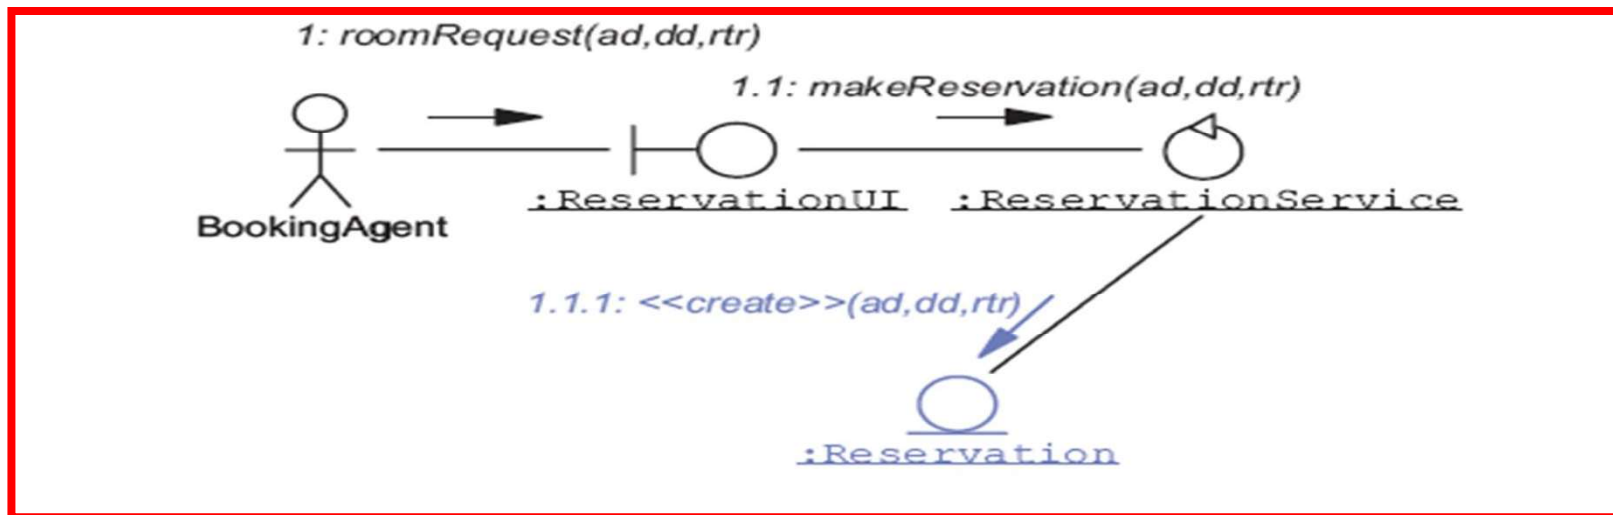 1: roomRequest(ad,dd,rtr)
1.1: makeReservation(ad,dd,rtr)
:ReservationUI
:ReservationService
BookingAgent
1.1.1: <<create>>(ad,dd,rtr)
:Reservation